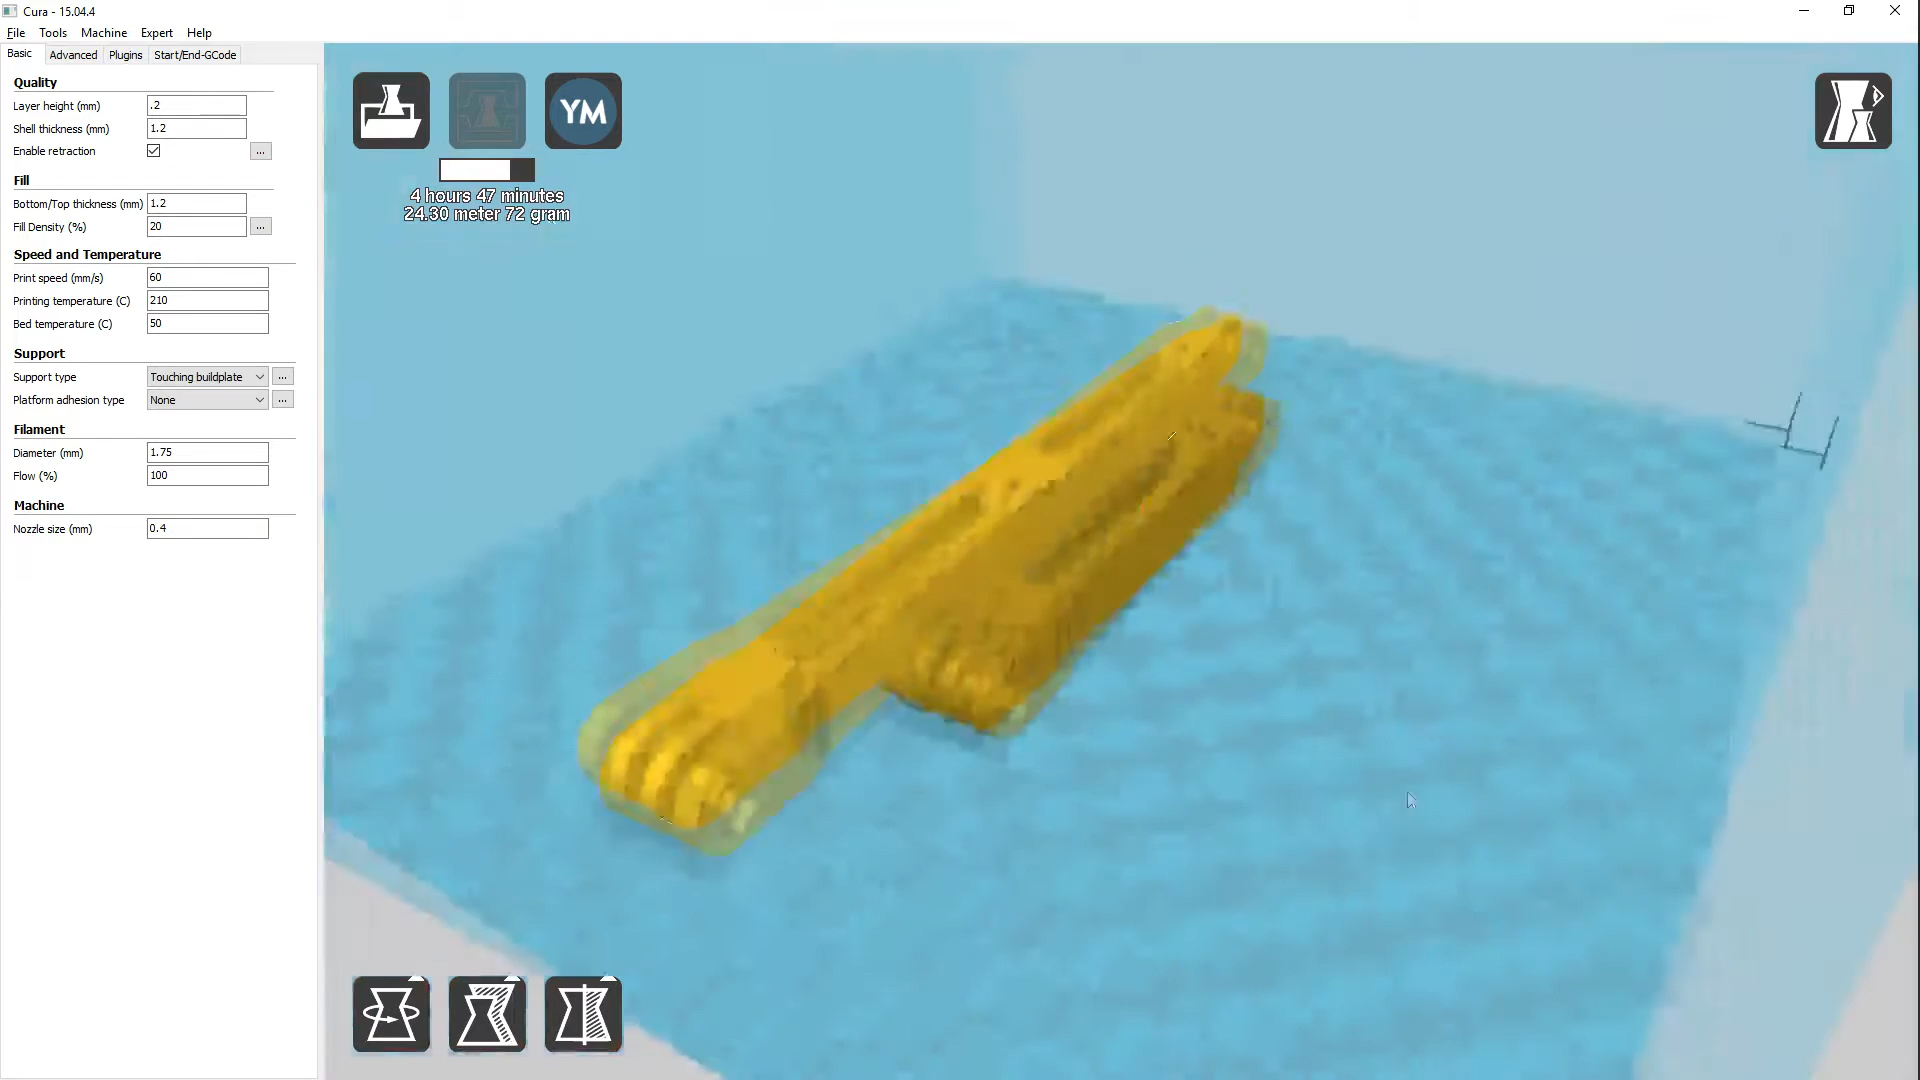 Cura - 15.04.4
File Tools Machine Expert Help
Basic Advanced Plugins Start/End-GCode
Quality
Layer height (mm) .2
Shell thickness (mm) 1.2
Enable retraction ...
Fill
Bottom/Top thickness (mm) 1.2
Fill Density (%) 20 ...
Speed and Temperature
Print speed (mm/s) 60
Printing temperature (C) 210
Bed temperature (C) 50
Support
Support type Touching buildplate ...
Platform adhesion type None ...
Filament
Diameter (mm) 1.75
Flow (%) 100
Machine
Nozzle size (mm) 0.4
YM
4 hours 47 minutes
24.30 meter 72 gram